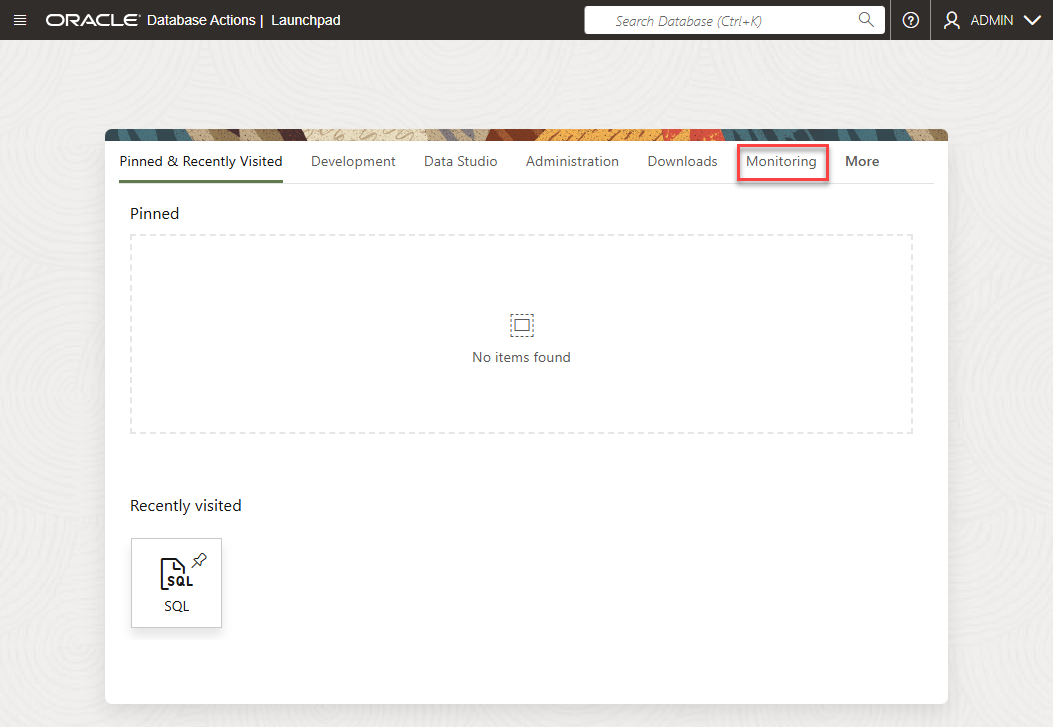 ORACLE Database Actions | Launchpad Search Database (Ctrl+K) ADMIN
Pinned & Recently Visited Development Data Studio Administration Downloads Monitoring More
Pinned
No items found
Recently visited
SQL
SQL